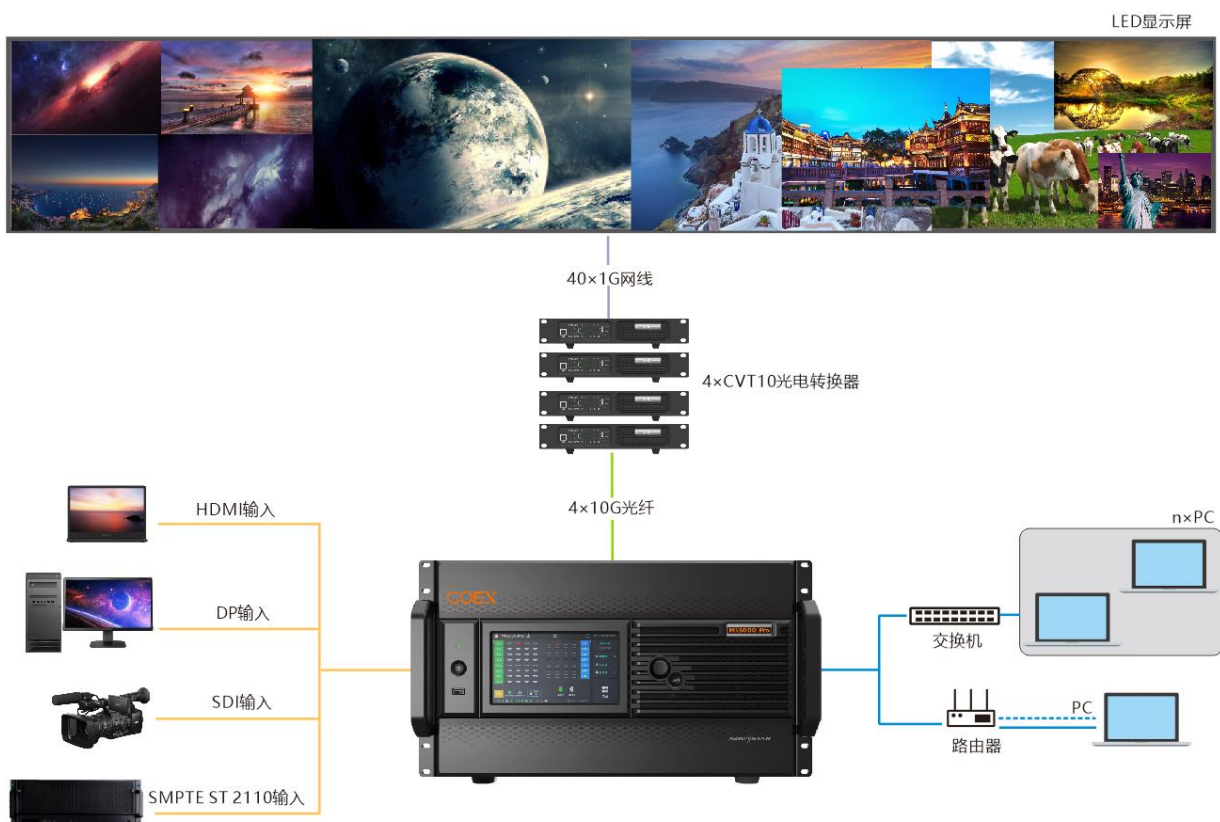 LED显示屏
40×1G网线
4×CVT10光电转换器
4×10G光纤
HDMI输入
DP输入
SDI输入
SMPTE ST 2110输入
COEX
MX6000 Pro
NOVASTAR
n×PC
交换机
PC
路由器